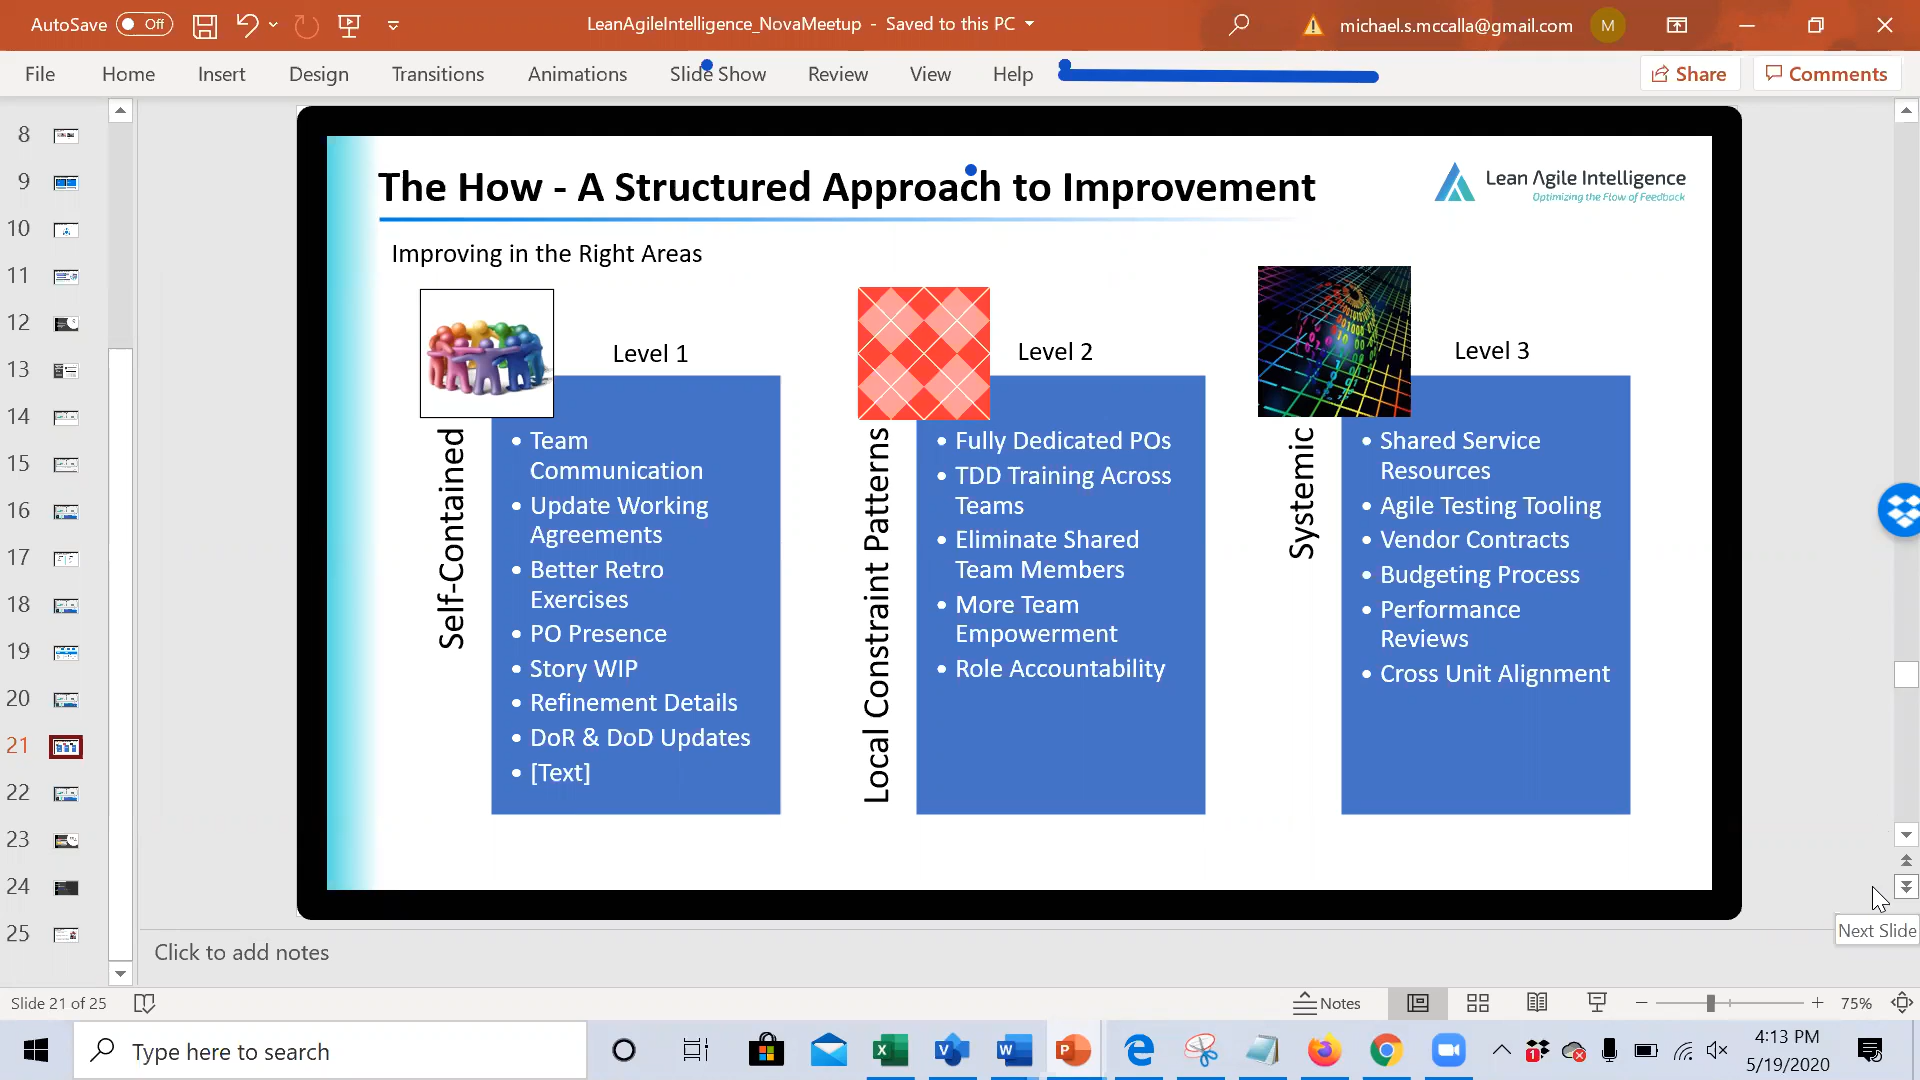 AutoSave Off
LeanAgileIntelligence_NovaMeetup - Saved to this PC
michael.s.mccalla@gmail.com M
File Home Insert Design Transitions Animations Slide Show Review View Help
Share Comments
8
9
10
11
12
13
14
15
16
17
18
19
20
21
22
23
24
25
The How - A Structured Approach to Improvement
Lean Agile Intelligence
Optimizing the Flow of Feedback
Improving in the Right Areas
Level 1
Self-Contained
• Team
Communication
• Update Working
Agreements
• Better Retro
Exercises
• PO Presence
• Story WIP
• Refinement Details
• DoR & DoD Updates
• [Text]
Level 2
Local Constraint Patterns
• Fully Dedicated POs
• TDD Training Across
Teams
• Eliminate Shared
Team Members
• More Team
Empowerment
• Role Accountability
Level 3
Systemic
• Shared Service
Resources
• Agile Testing Tooling
• Vendor Contracts
• Budgeting Process
• Performance
Reviews
• Cross Unit Alignment
Next Slide
Click to add notes
Slide 21 of 25
Notes
75%
Type here to search
4:13 PM
5/19/2020